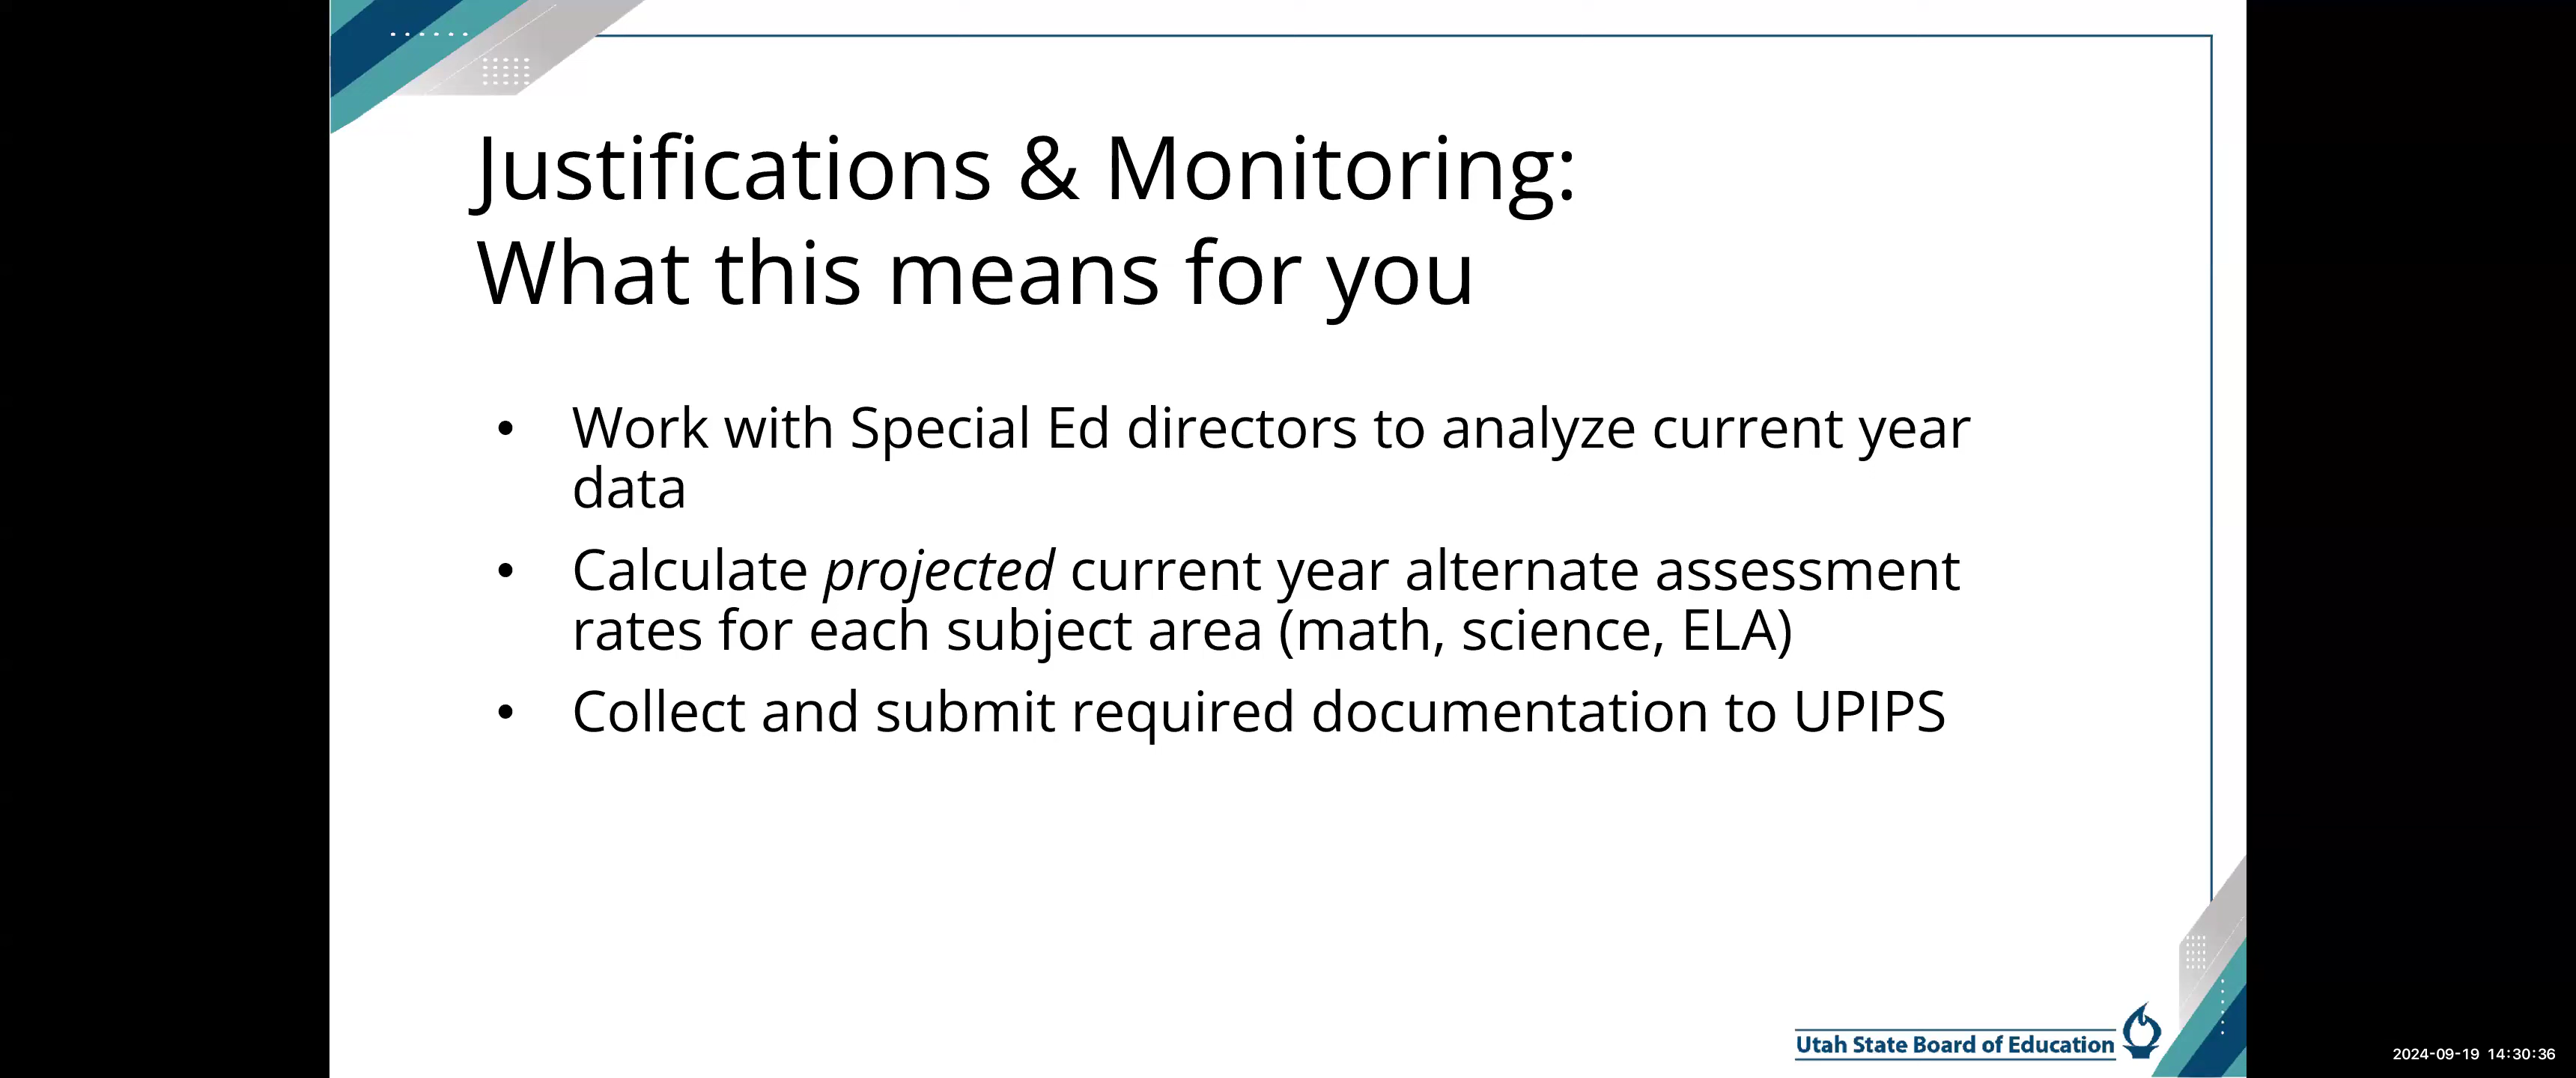 Justifications & Monitoring:
What this means for you
• Work with Special Ed directors to analyze current year
data
• Calculate projected current year alternate assessment
rates for each subject area (math, science, ELA)
• Collect and submit required documentation to UPIPS
Utah State Board of Education
2024-09-19 14:30:36